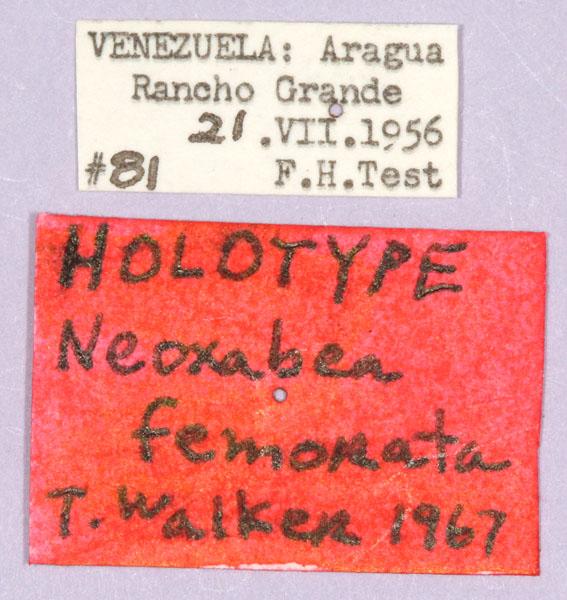 VENEZUELA: Aragua
Rancho Grande
21.VII.1956
#81 F.H.Test
HOLOTYPE
Neoxabea
femorata
T. Walker 1967